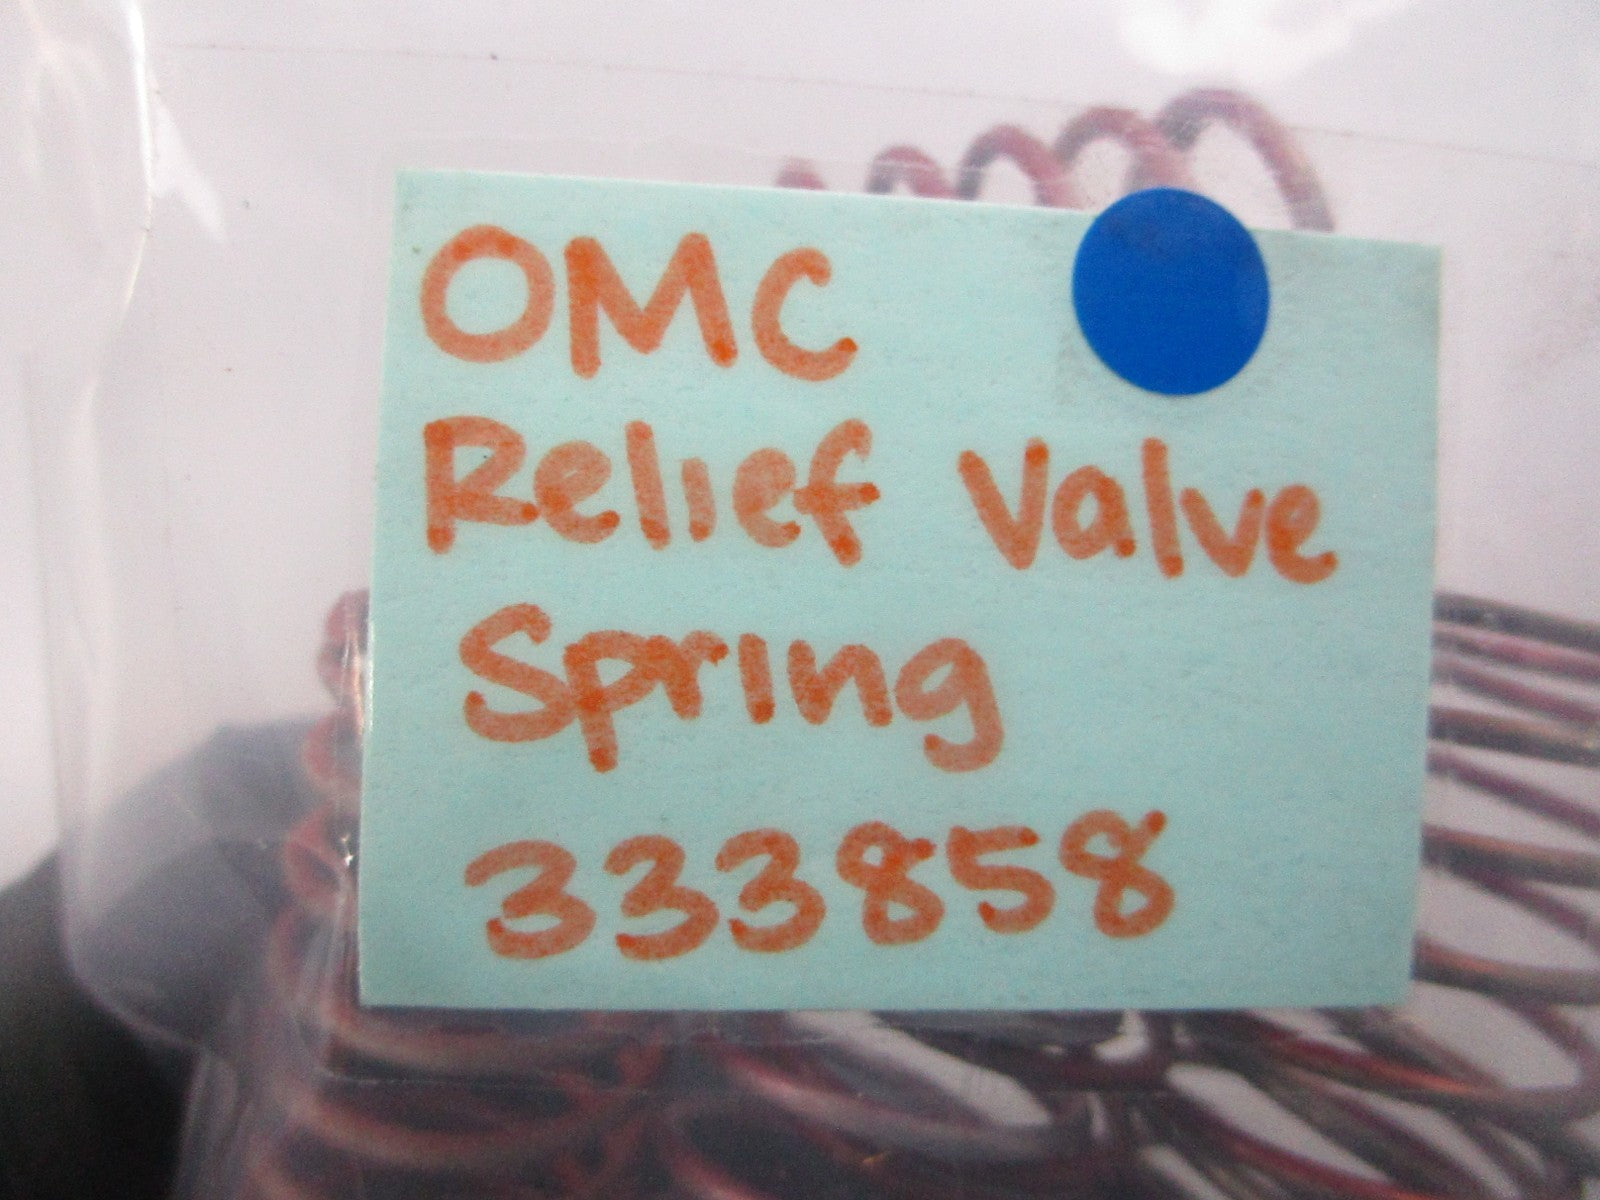 OMC
Relief Valve
Spring
333858